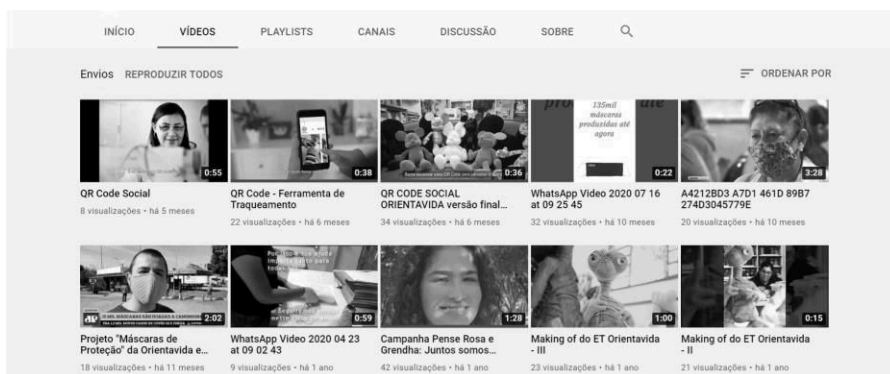 INÍCIO VÍDEOS PLAYLISTS CANAIS DISCUSSÃO SOBRE
Envios REPRODUZIR TODOS ORDENAR POR
0:55
0:38
0:36
135mil
máscaras
produzidas até
agora
0:22
3:28
QR Code Social
8 visualizações • há 5 meses
QR Code - Ferramenta de
Traqueamento
22 visualizações • há 6 meses
QR CODE SOCIAL
ORIENTAVIDA versão final...
34 visualizações • há 6 meses
WhatsApp Video 2020 07 16
at 09 25 45
32 visualizações • há 10 meses
A4212BD3 A7D1 461D 89B7
274D3045779E
20 visualizações • há 10 meses
2:02
0:59
1:28
1:00
0:15
Projeto "Máscaras de
Proteção" da Orientavida e...
18 visualizações • há 11 meses
WhatsApp Video 2020 04 23
at 09 02 43
9 visualizações • há 1 ano
Campanha Pense Rosa e
Grendha: Juntos somos...
42 visualizações • há 1 ano
Making of do ET Orientavida
- III
23 visualizações • há 1 ano
Making of do ET Orientavida
- II
21 visualizações • há 1 ano